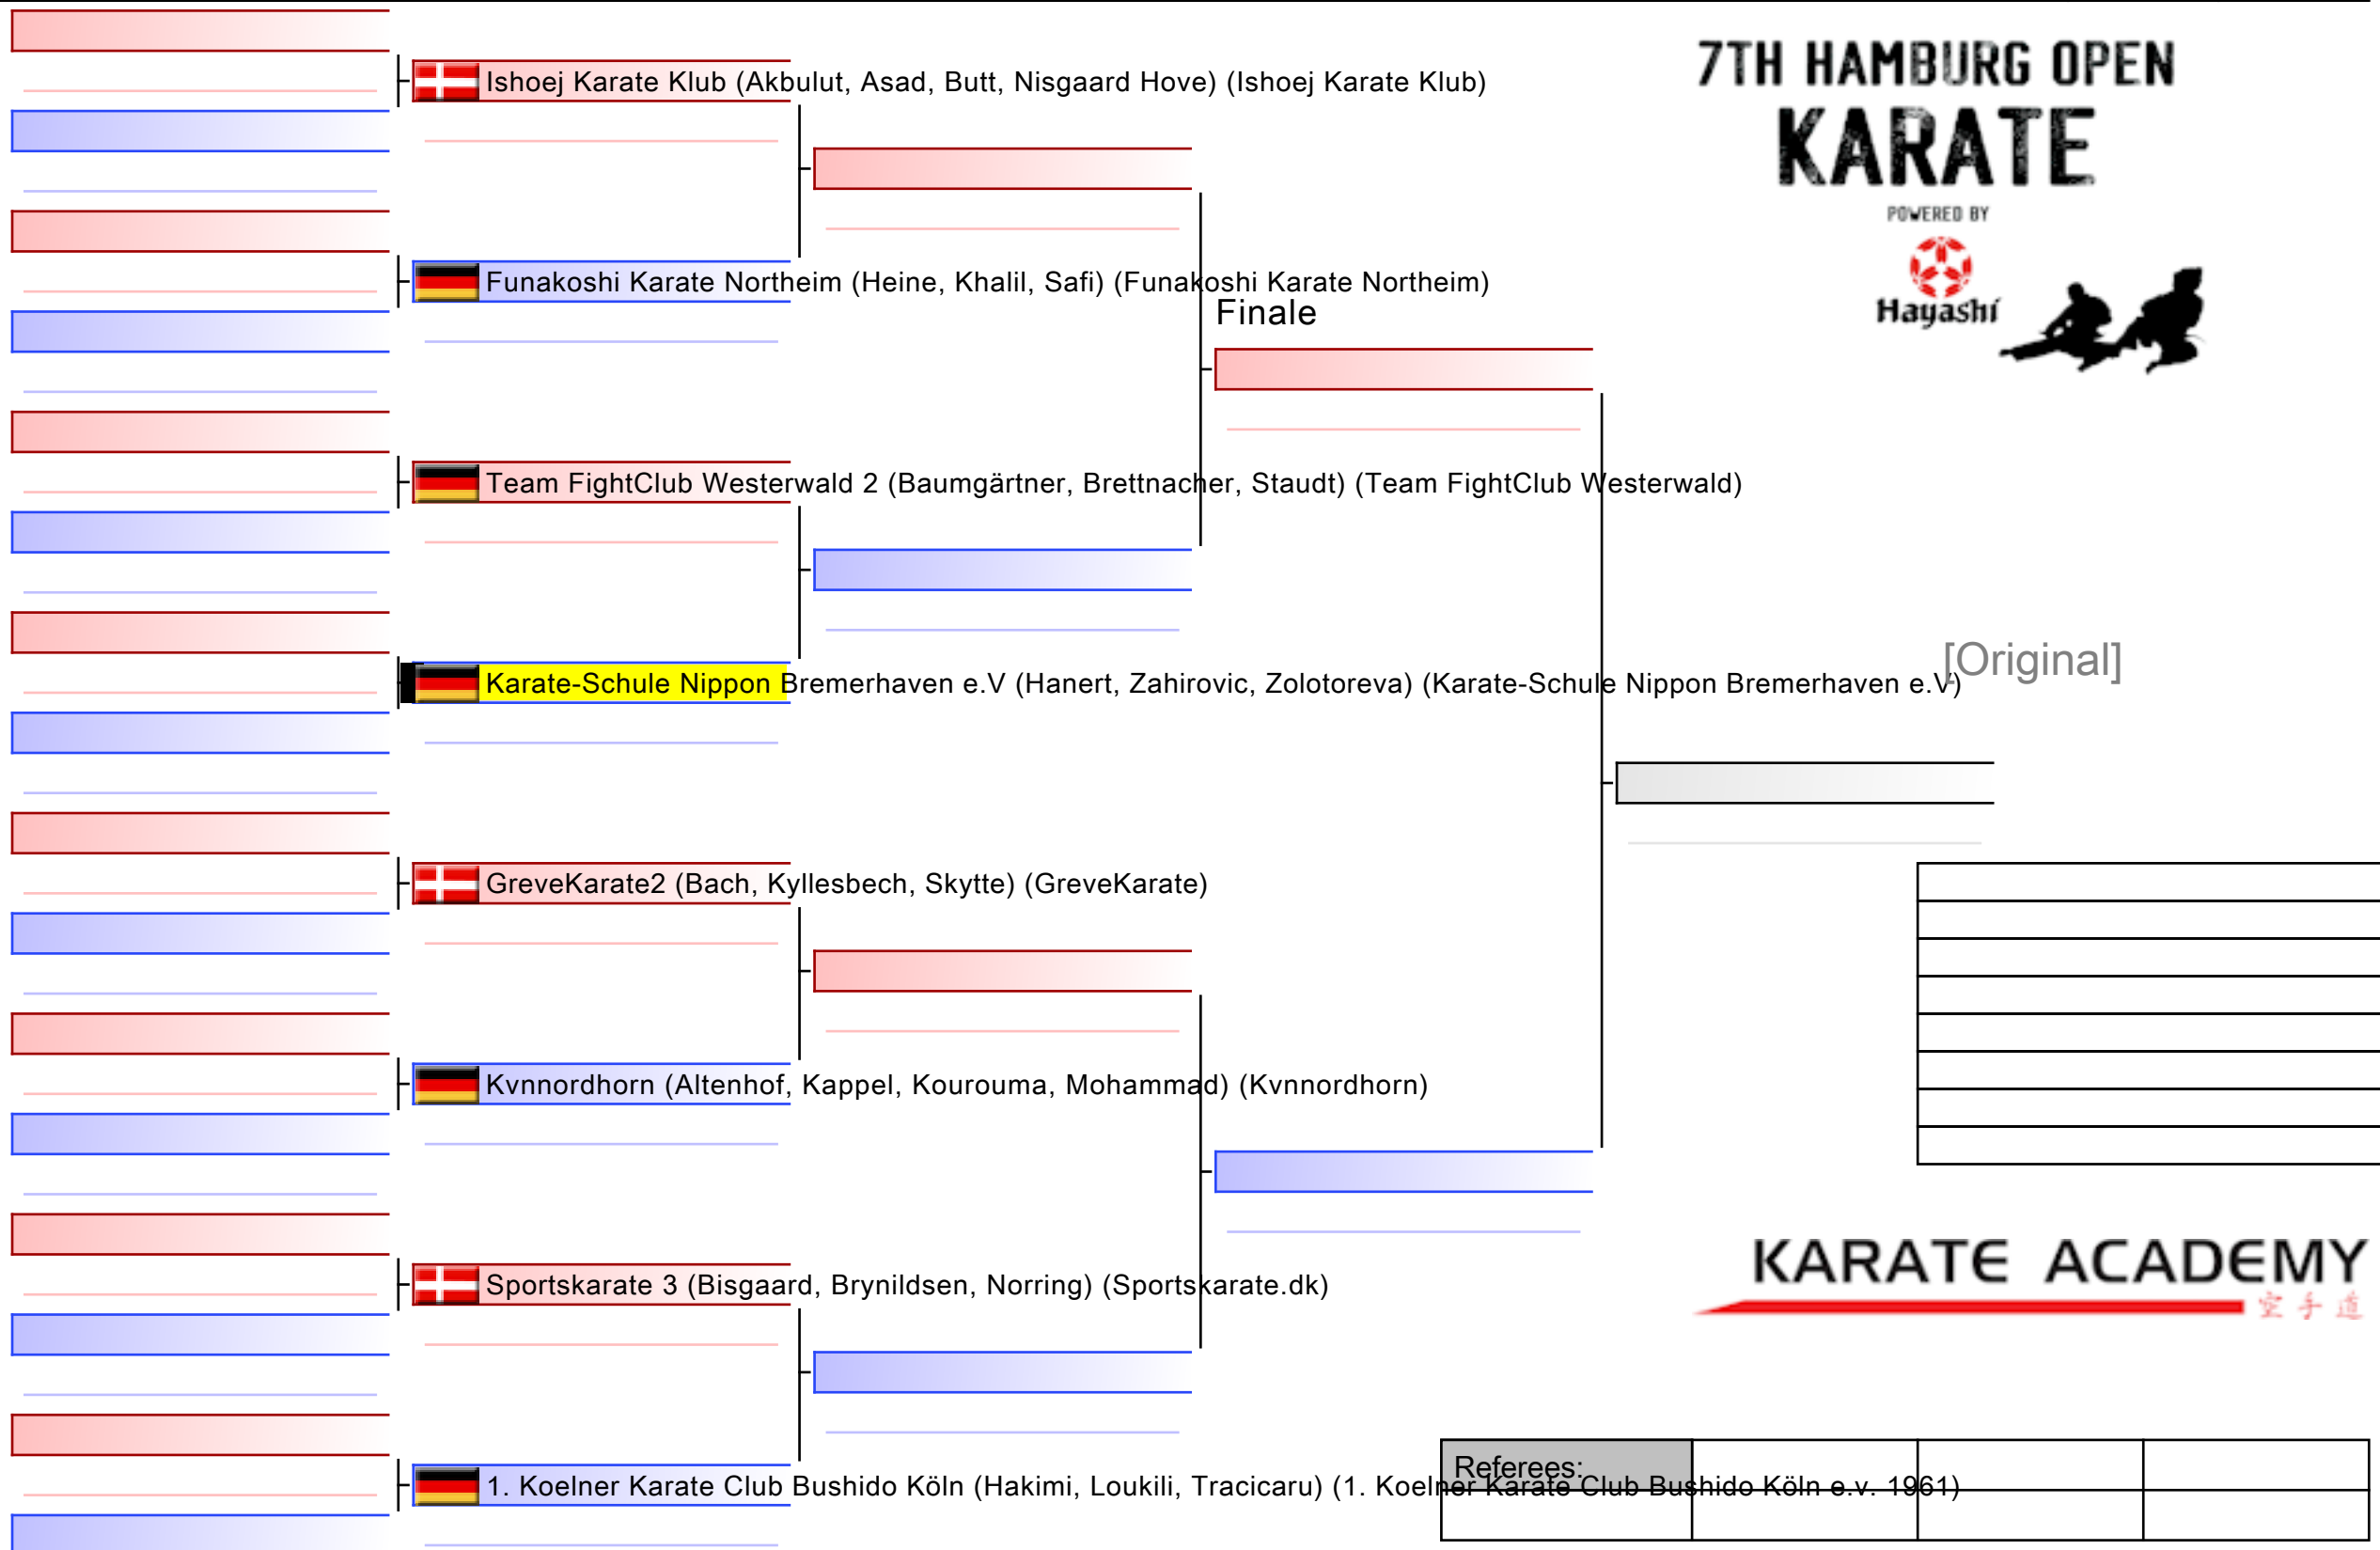 7TH HAMBURG OPEN
KARATE
POWERED BY
Hayashi
Ishoej Karate Klub (Akbulut, Asad, Butt, Nisgaard Hove) (Ishoej Karate Klub)
Funakoshi Karate Northeim (Heine, Khalil, Safi) (Funakoshi Karate Northeim)
Finale
Team FightClub Westerwald 2 (Baumgärtner, Brettnacher, Staudt) (Team FightClub Westerwald)
[Original]
Karate-Schule Nippon Bremerhaven e.V (Hanert, Zahirovic, Zolotoreva) (Karate-Schule Nippon Bremerhaven e.V)
GreveKarate2 (Bach, Kyllesbech, Skytte) (GreveKarate)
Kvnnordhorn (Altenhof, Kappel, Kourouma, Mohammad) (Kvnnordhorn)
KARATE ACADEMY
空手道
Sportskarate 3 (Bisgaard, Brynildsen, Norring) (Sportskarate.dk)
Referees:
1. Koelner Karate Club Bushido Köln (Hakimi, Loukili, Tracicaru) (1. Koelner Karate Club Bushido Köln e.v. 1961)